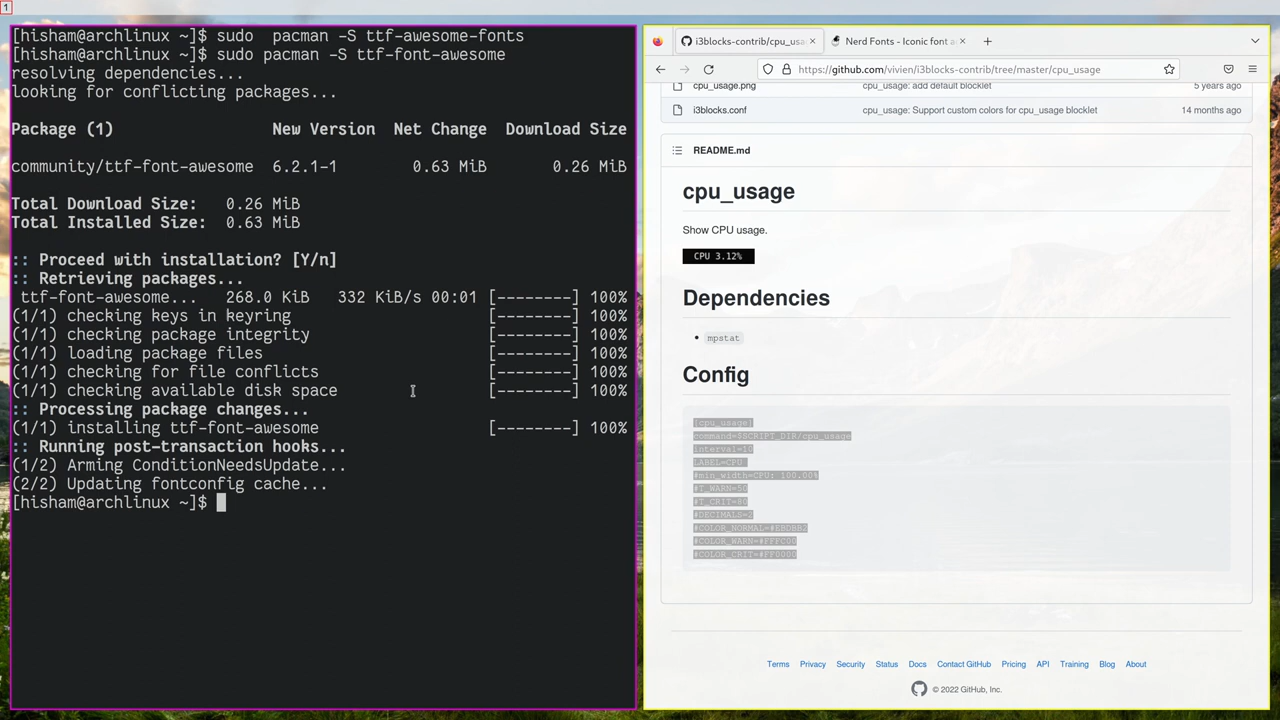 1
[hisham@archlinux ~]$ sudo  pacman -S ttf-awesome-fonts
[hisham@archlinux ~]$ sudo pacman -S ttf-font-awesome
resolving dependencies...
looking for conflicting packages...
Package (1)                 New Version  Net Change  Download Size
community/ttf-font-awesome  6.2.1-1        0.63 MiB       0.26 MiB
Total Download Size:   0.26 MiB
Total Installed Size:  0.63 MiB
:: Proceed with installation? [Y/n]
:: Retrieving packages...
ttf-font-awesome...   268.0 KiB   332 KiB/s 00:01 [--------] 100%
(1/1) checking keys in keyring [--------] 100%
(1/1) checking package integrity [--------] 100%
(1/1) loading package files [--------] 100%
(1/1) checking for file conflicts [--------] 100%
(1/1) checking available disk space [--------] 100%
:: Processing package changes...
(1/1) installing ttf-font-awesome [--------] 100%
:: Running post-transaction hooks...
(1/2) Arming ConditionNeedsUpdate...
(2/2) Updating fontconfig cache...
[hisham@archlinux ~]$
i3blocks-contrib/cpu_usa
Nerd Fonts - Iconic font a
https://github.com/vivien/i3blocks-contrib/tree/master/cpu_usage
cpu_usage.png cpu_usage: add default blocklet 5 years ago
i3blocks.conf cpu_usage: Support custom colors for cpu_usage blocklet 14 months ago
README.md
cpu_usage
Show CPU usage.
CPU 3.12%
Dependencies
• mpstat
Config
[cpu_usage]
command=$SCRIPT_DIR/cpu_usage
interval=10
LABEL=CPU
#min_width=CPU: 100.00%
#T_WARN=50
#T_CRIT=80
#DECIMALS=2
#COLOR_NORMAL=#EBDBB2
#COLOR_WARN=#FFFC00
#COLOR_CRIT=#FF0000
Terms Privacy Security Status Docs Contact GitHub Pricing API Training Blog About
© 2022 GitHub, Inc.